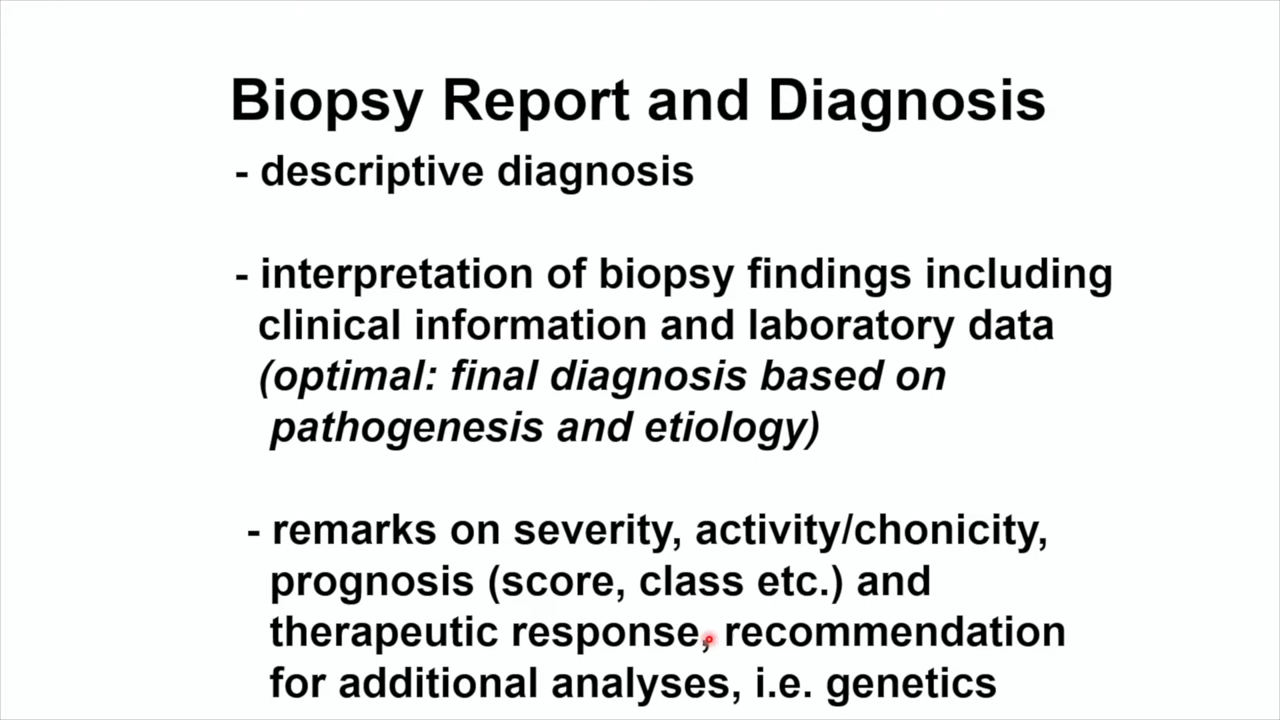 Biopsy Report and Diagnosis
- descriptive diagnosis
- interpretation of biopsy findings including
clinical information and laboratory data
(optimal: final diagnosis based on
pathogenesis and etiology)
- remarks on severity, activity/chonicity,
prognosis (score, class etc.) and
therapeutic response, recommendation
for additional analyses, i.e. genetics